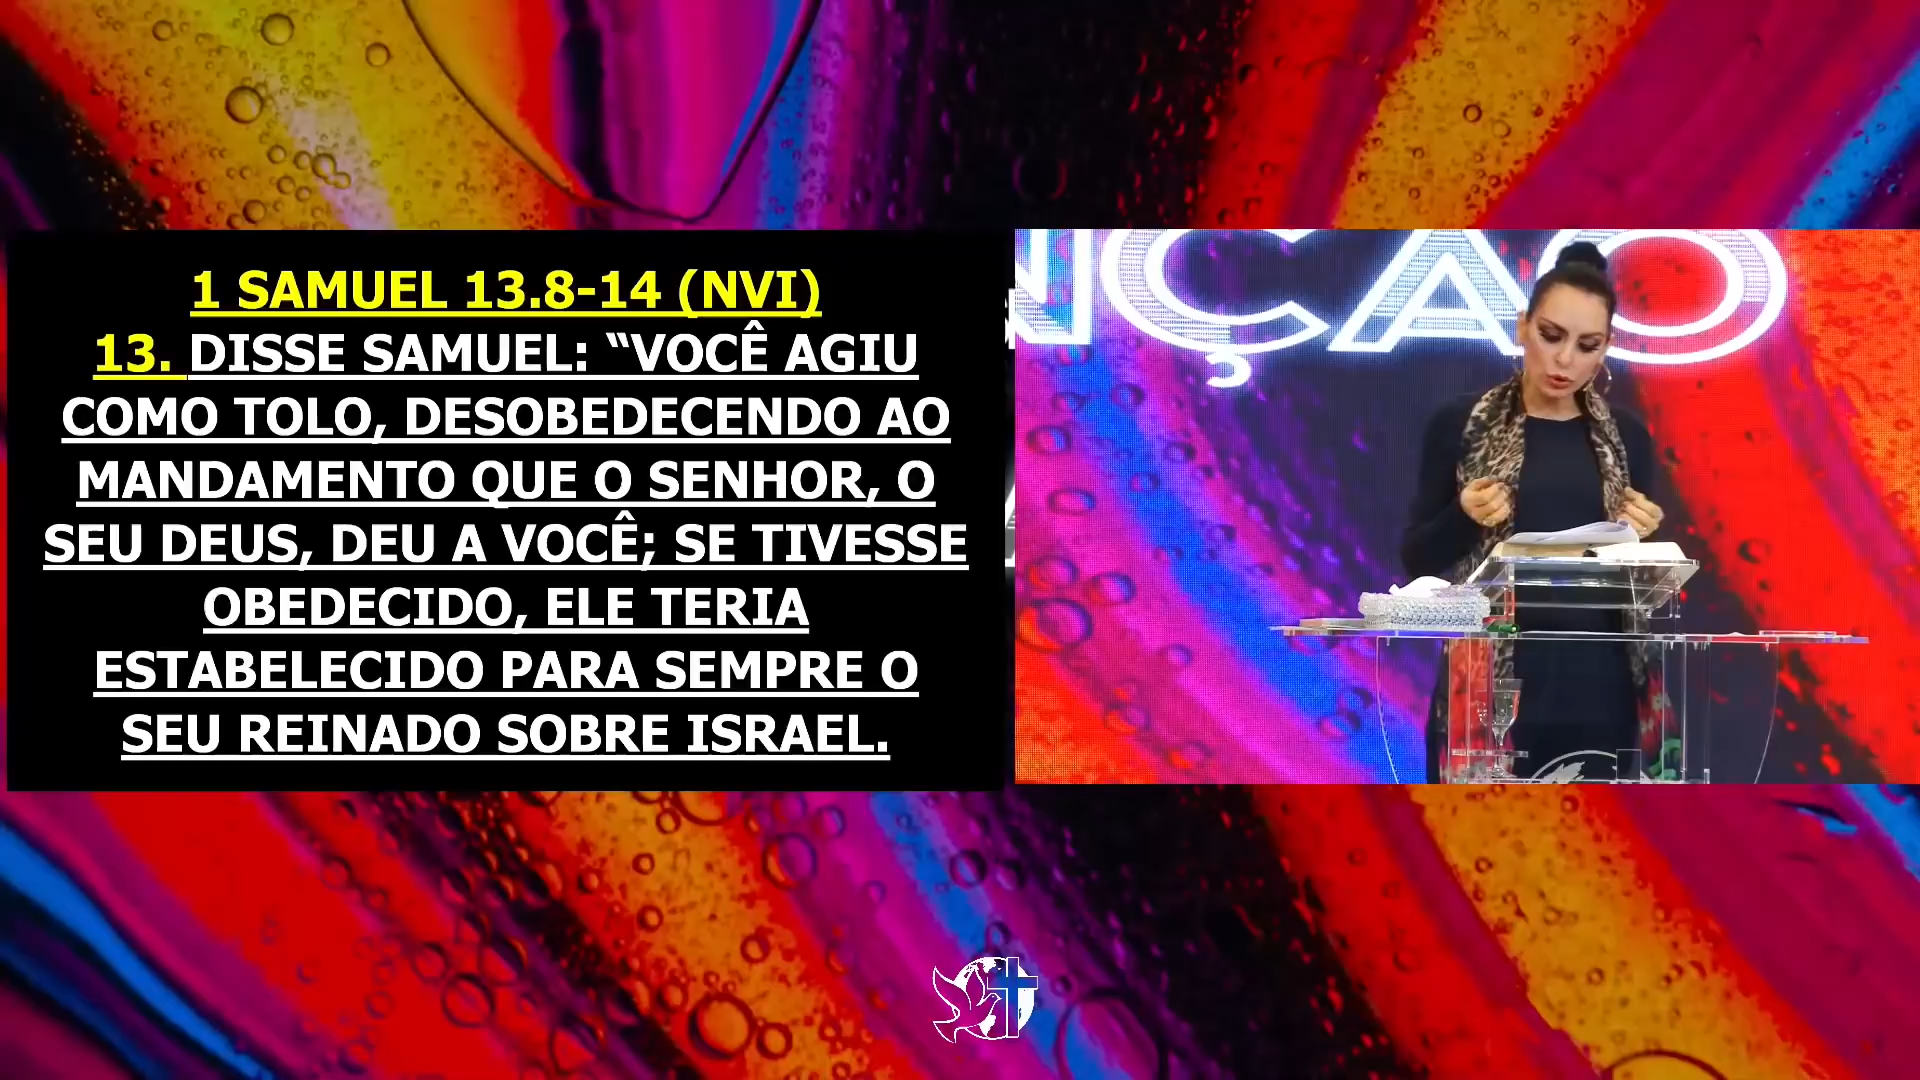 1 SAMUEL 13.8-14 (NVI)
13. DISSE SAMUEL: “VOCÊ AGIU
COMO TOLO, DESOBEDECENDO AO
MANDAMENTO QUE O SENHOR, O
SEU DEUS, DEU A VOCÊ; SE TIVESSE
OBEDECIDO, ELE TERIA
ESTABELECIDO PARA SEMPRE O
SEU REINADO SOBRE ISRAEL.
NÇÃO